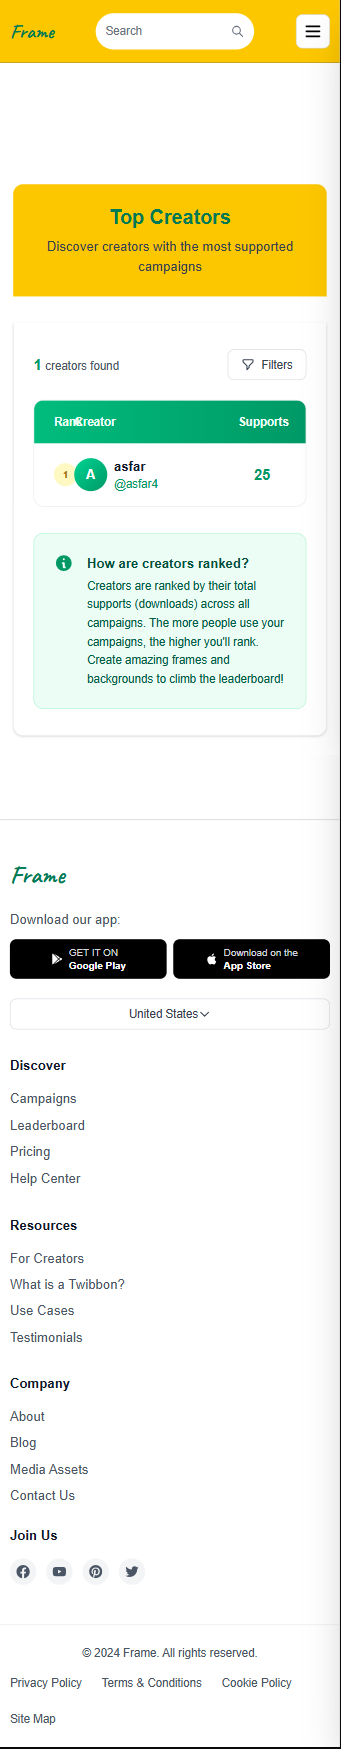 Frame
Search
Top Creators
Discover creators with the most supported
campaigns
1 creators found
Filters
Rank Creator Supports
1 A asfar 25
@asfar4
How are creators ranked?
Creators are ranked by their total
supports (downloads) across all
campaigns. The more people use your
campaigns, the higher you'll rank.
Create amazing frames and
backgrounds to climb the leaderboard!
Frame
Download our app:
GET IT ON
Google Play
Download on the
App Store
United States
Discover
Campaigns
Leaderboard
Pricing
Help Center
Resources
For Creators
What is a Twibbon?
Use Cases
Testimonials
Company
About
Blog
Media Assets
Contact Us
Join Us
© 2024 Frame. All rights reserved.
Privacy Policy Terms & Conditions Cookie Policy
Site Map